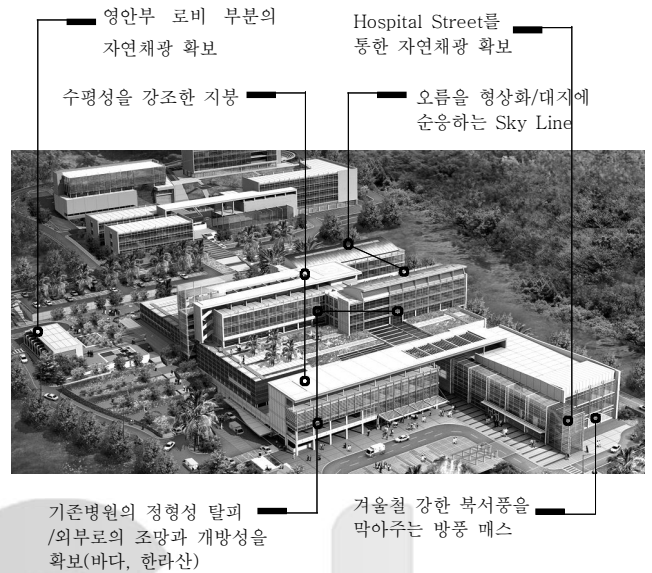 영안부 로비 부분의
자연채광 확보
Hospital Street를
통한 자연채광 확보
수평성을 강조한 지붕
오름을 형상화/대지에
순응하는 Sky Line
기존병원의 정형성 탈피
/외부로의 조망과 개방성을
확보(바다, 한라산)
겨울철 강한 북서풍을
막아주는 방풍 매스